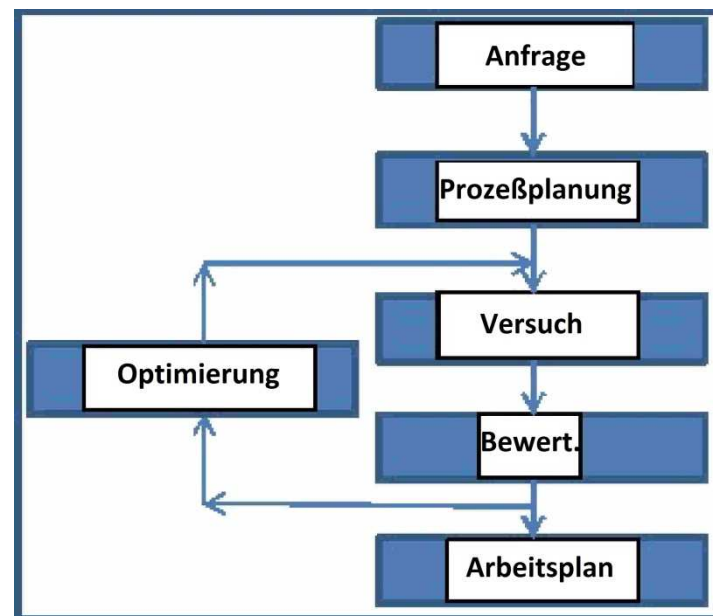 Anfrage
Prozeßplanung
Versuch
Optimierung
Bewert.
Arbeitsplan